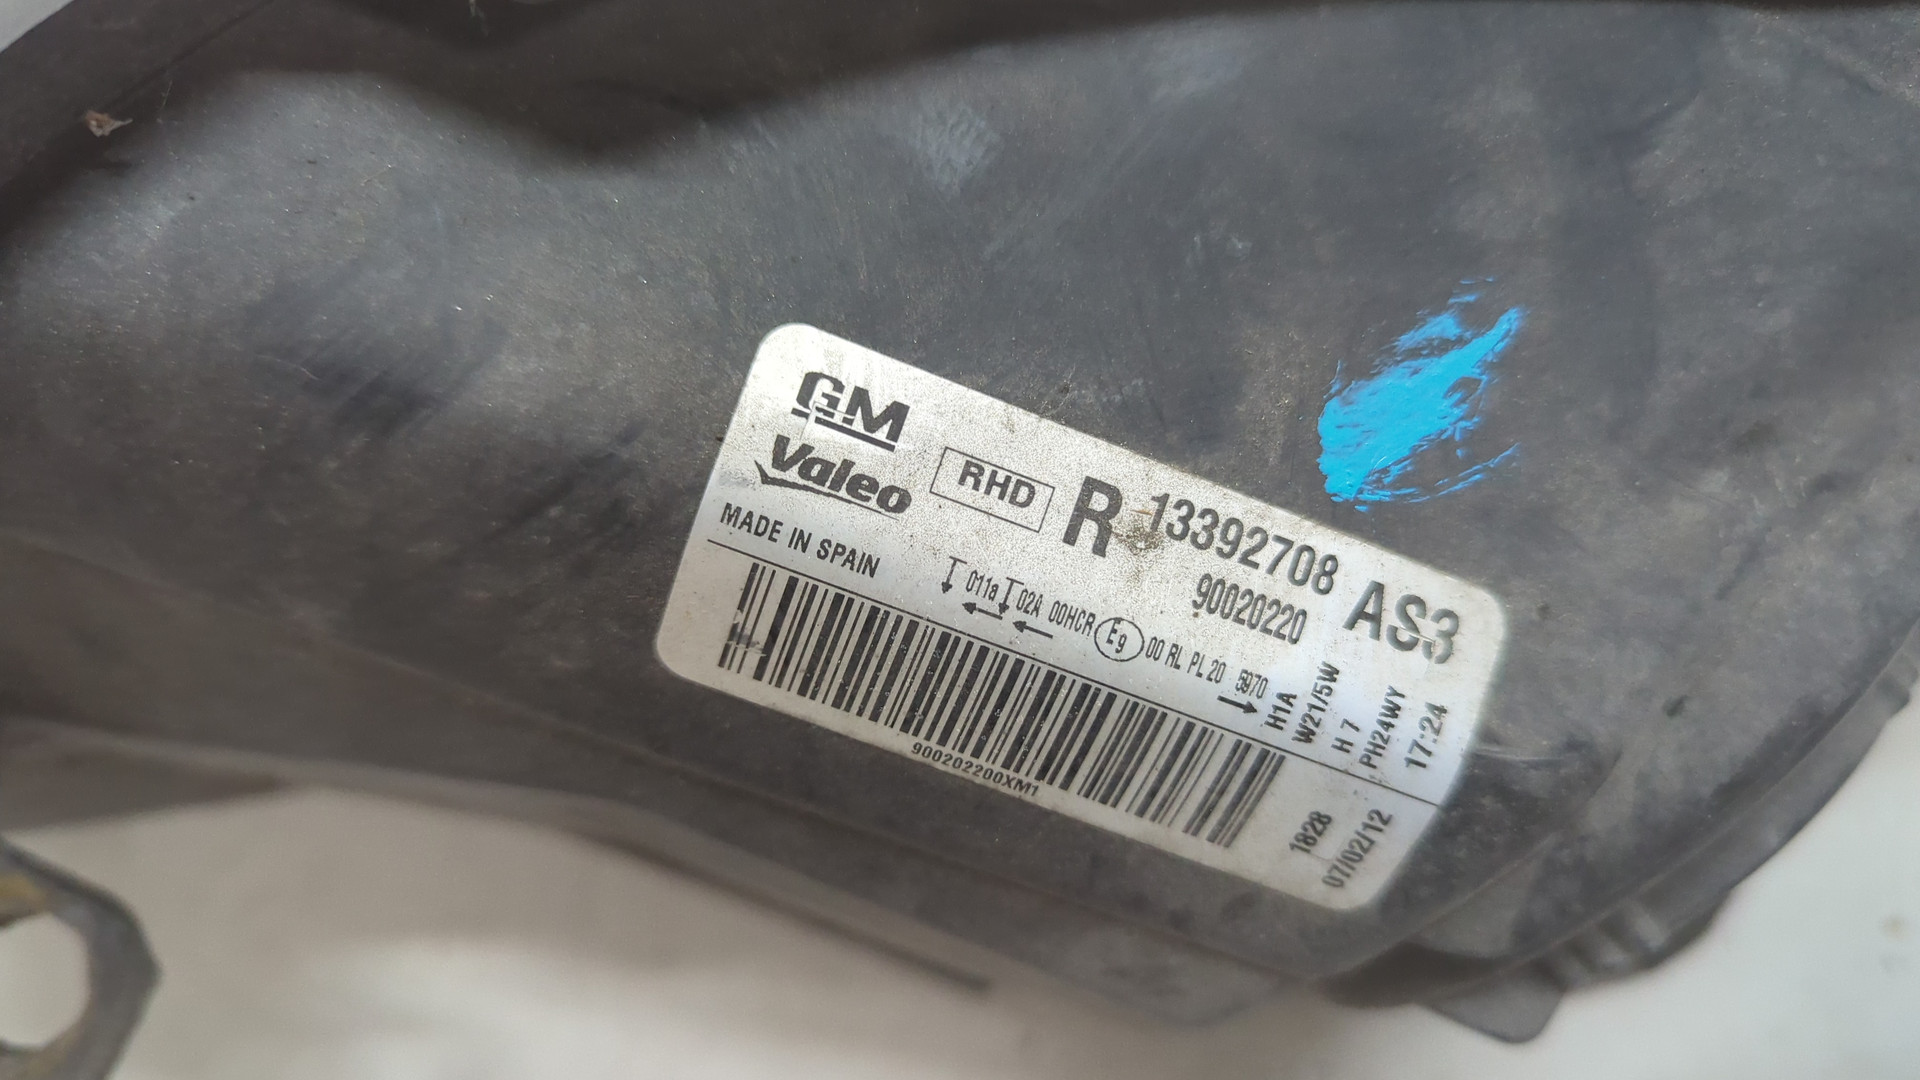 GM
Valeo
RHD R 13392708 AS3
90020220
MADE IN SPAIN
011a 02A 00HCR E9 00 RL PL 20 5970
H1A
W21/5W
H7
PH24WY
17:24
900202200XM1
1828
07/02/12